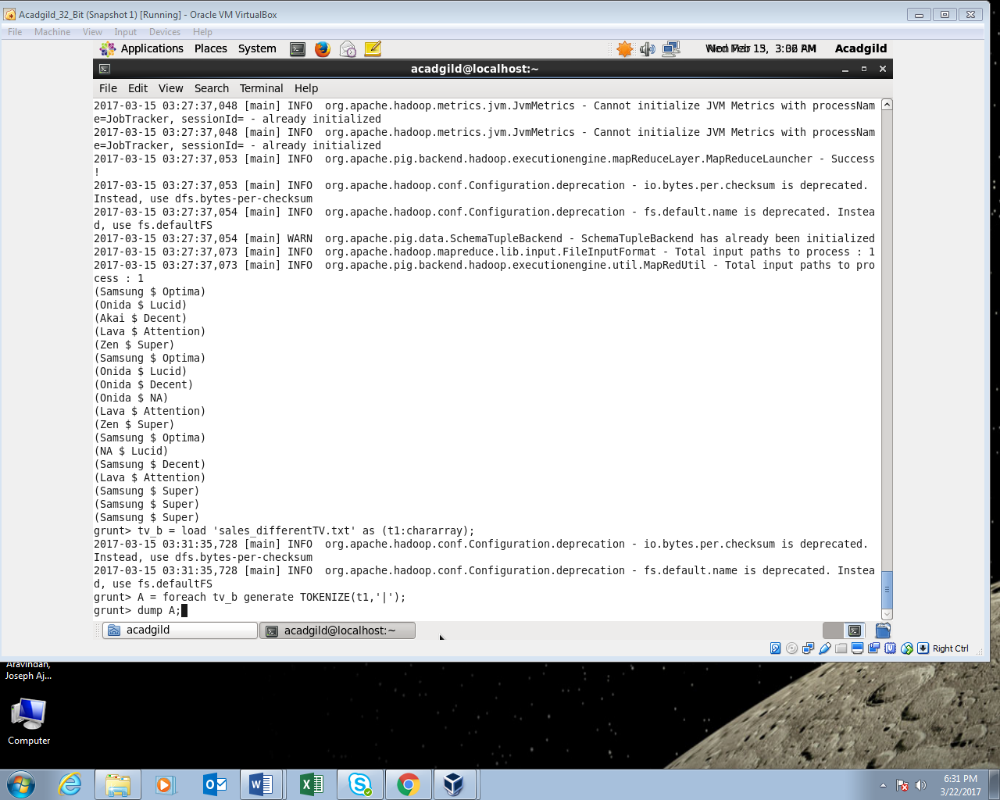 Acadgild_32_Bit (Snapshot 1) [Running] - Oracle VM VirtualBox
File Machine View Input Devices Help
Applications Places System
Acadgild
acadgild@localhost:~
File Edit View Search Terminal Help
2017-03-15 03:27:37,048 [main] INFO  org.apache.hadoop.metrics.jvm.JvmMetrics - Cannot initialize JVM Metrics with processNam
e=JobTracker, sessionId= - already initialized
2017-03-15 03:27:37,048 [main] INFO  org.apache.hadoop.metrics.jvm.JvmMetrics - Cannot initialize JVM Metrics with processNam
e=JobTracker, sessionId= - already initialized
2017-03-15 03:27:37,053 [main] INFO  org.apache.pig.backend.hadoop.executionengine.mapReduceLayer.MapReduceLauncher - Success
!
2017-03-15 03:27:37,053 [main] INFO  org.apache.hadoop.conf.Configuration.deprecation - io.bytes.per.checksum is deprecated.
Instead, use dfs.bytes-per-checksum
2017-03-15 03:27:37,054 [main] INFO  org.apache.hadoop.conf.Configuration.deprecation - fs.default.name is deprecated. Instea
d, use fs.defaultFS
2017-03-15 03:27:37,054 [main] WARN  org.apache.pig.data.SchemaTupleBackend - SchemaTupleBackend has already been initialized
2017-03-15 03:27:37,073 [main] INFO  org.apache.hadoop.mapreduce.lib.input.FileInputFormat - Total input paths to process : 1
2017-03-15 03:27:37,073 [main] INFO  org.apache.pig.backend.hadoop.executionengine.util.MapRedUtil - Total input paths to pro
cess : 1
(Samsung $ Optima)
(Onida $ Lucid)
(Akai $ Decent)
(Lava $ Attention)
(Zen $ Super)
(Samsung $ Optima)
(Onida $ Lucid)
(Onida $ Decent)
(Onida $ NA)
(Lava $ Attention)
(Zen $ Super)
(Samsung $ Optima)
(NA $ Lucid)
(Samsung $ Decent)
(Lava $ Attention)
(Samsung $ Super)
(Samsung $ Super)
(Samsung $ Super)
grunt> tv_b = load 'sales_differentTV.txt' as (t1:chararray);
2017-03-15 03:31:35,728 [main] INFO  org.apache.hadoop.conf.Configuration.deprecation - io.bytes.per.checksum is deprecated.
Instead, use dfs.bytes-per-checksum
2017-03-15 03:31:35,728 [main] INFO  org.apache.hadoop.conf.Configuration.deprecation - fs.default.name is deprecated. Instea
d, use fs.defaultFS
grunt> A = foreach tv_b generate TOKENIZE(t1,'|');
grunt> dump A;
acadgild
acadgild@localhost:~
Right Ctrl
Aravindan,
Joseph Aj...
Computer
6:31 PM
3/22/2017